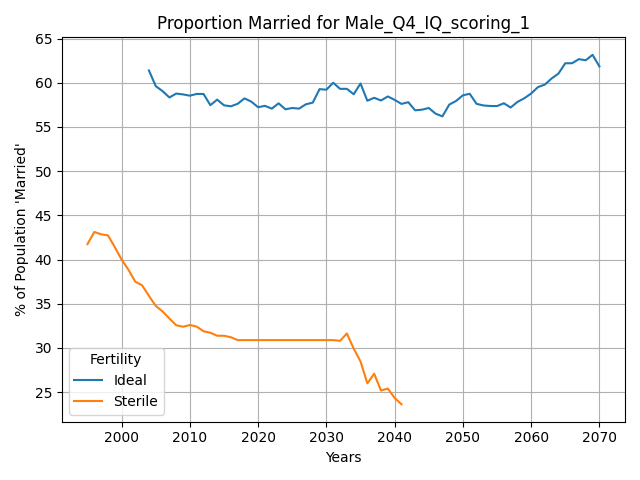 Proportion Married for Male_Q4_IQ_scoring_1
% of Population 'Married'
65
60
55
50
45
40
35
30
25
Fertility
Ideal
Sterile
2000 2010 2020 2030 2040 2050 2060 2070
Years